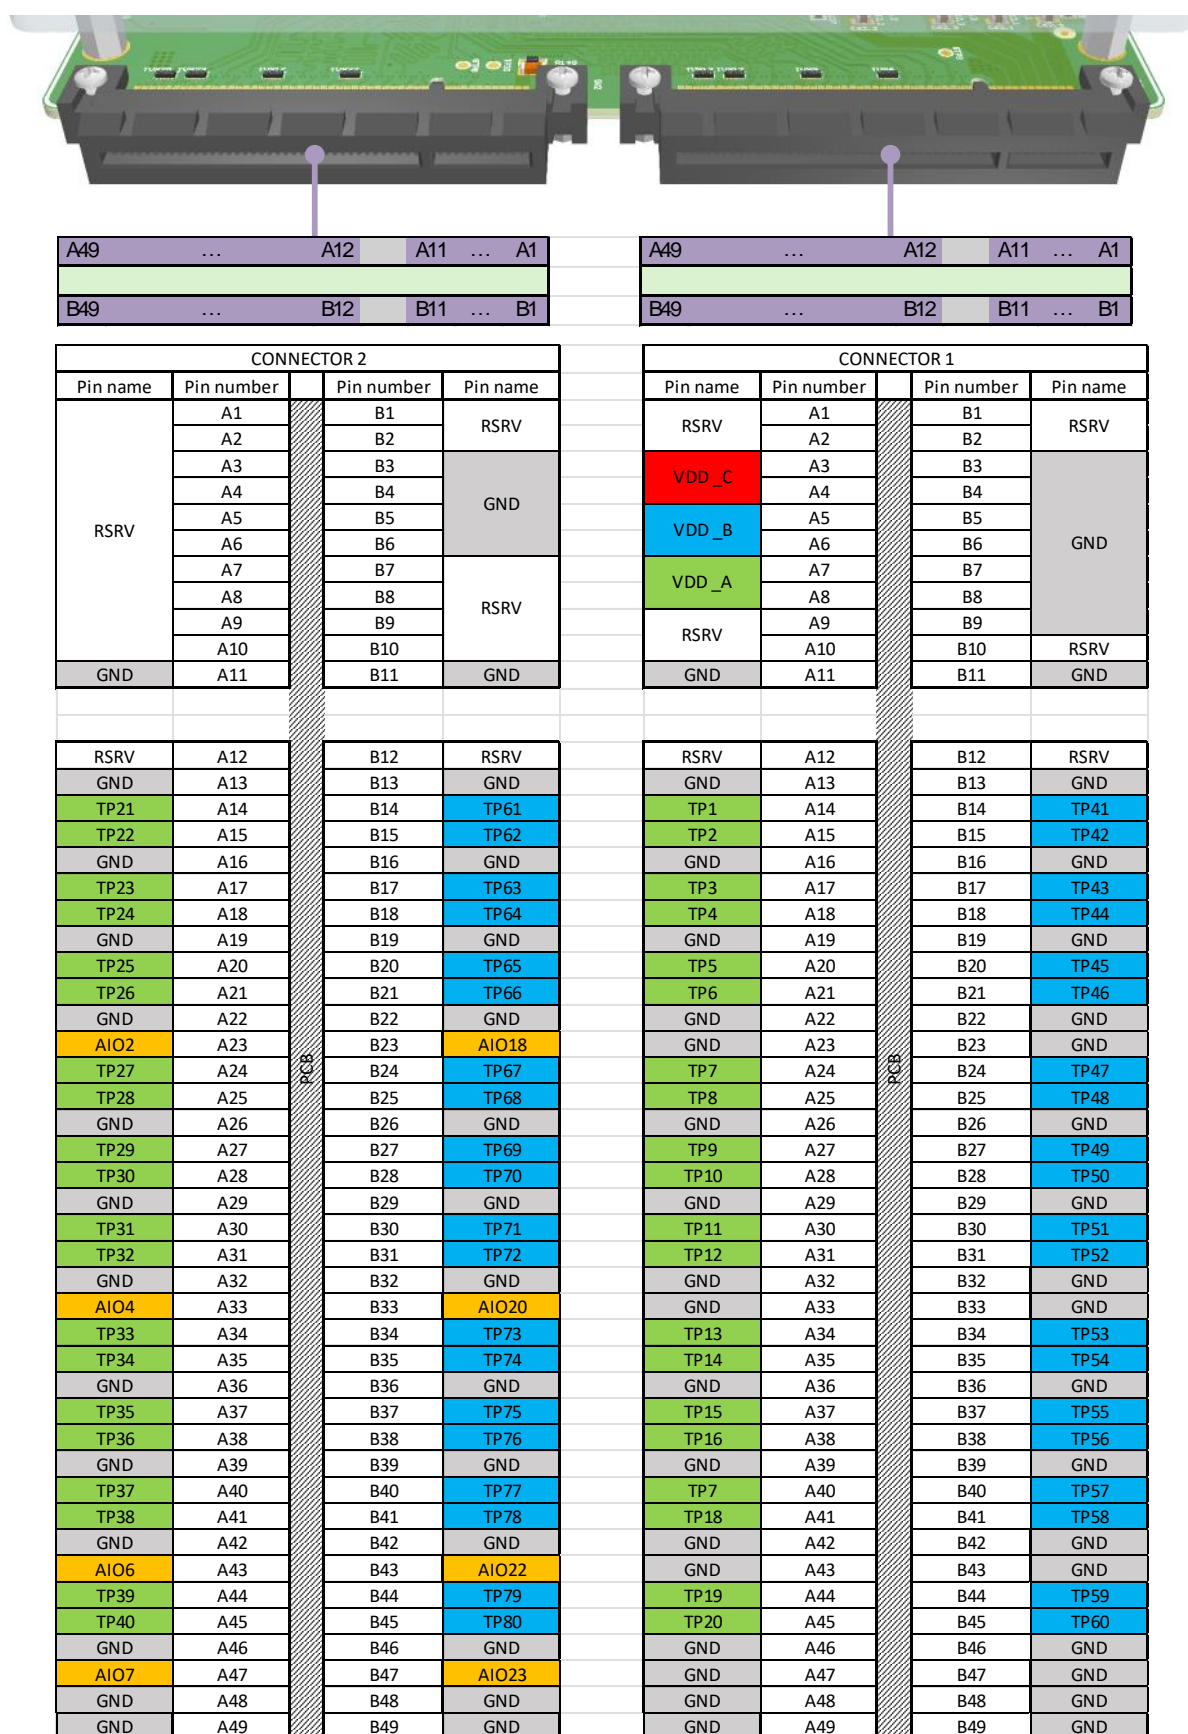 A49 … A12 A11 … A1 A49 … A12 A11 … A1
B49 … B12 B11 … B1 B49 … B12 B11 … B1
CONNECTOR 2 CONNECTOR 1
Pin name Pin number Pin number Pin name Pin name Pin number Pin number Pin name
A1 B1 A1 B1
RSRV RSRV RSRV
A2 B2 A2 B2
A3 B3 A3 B3
VDD_C
A4 B4 A4 B4
GND
A5 B5 A5 B5
RSRV VDD_B
A6 B6 A6 B6 GND
A7 B7 A7 B7
VDD_A
A8 B8 A8 B8
RSRV
A9 B9 A9 B9
RSRV
A10 B10 A10 B10 RSRV
GND A11 B11 GND GND A11 B11 GND
RSRV A12 B12 RSRV RSRV A12 B12 RSRV
GND A13 B13 GND GND A13 B13 GND
TP21 A14 B14 TP61 TP1 A14 B14 TP41
TP22 A15 B15 TP62 TP2 A15 B15 TP42
GND A16 B16 GND GND A16 B16 GND
TP23 A17 B17 TP63 TP3 A17 B17 TP43
TP24 A18 B18 TP64 TP4 A18 B18 TP44
GND A19 B19 GND GND A19 B19 GND
TP25 A20 B20 TP65 TP5 A20 B20 TP45
TP26 A21 B21 TP66 TP6 A21 B21 TP46
GND A22 B22 GND GND A22 B22 GND
AIO2 A23 B23 AIO18 GND A23 B23 GND
TP27 A24 PCB B24 TP67 TP7 A24 PCB B24 TP47
TP28 A25 B25 TP68 TP8 A25 B25 TP48
GND A26 B26 GND GND A26 B26 GND
TP29 A27 B27 TP69 TP9 A27 B27 TP49
TP30 A28 B28 TP70 TP10 A28 B28 TP50
GND A29 B29 GND GND A29 B29 GND
TP31 A30 B30 TP71 TP11 A30 B30 TP51
TP32 A31 B31 TP72 TP12 A31 B31 TP52
GND A32 B32 GND GND A32 B32 GND
AIO4 A33 B33 AIO20 GND A33 B33 GND
TP33 A34 B34 TP73 TP13 A34 B34 TP53
TP34 A35 B35 TP74 TP14 A35 B35 TP54
GND A36 B36 GND GND A36 B36 GND
TP35 A37 B37 TP75 TP15 A37 B37 TP55
TP36 A38 B38 TP76 TP16 A38 B38 TP56
GND A39 B39 GND GND A39 B39 GND
TP37 A40 B40 TP77 TP7 A40 B40 TP57
TP38 A41 B41 TP78 TP18 A41 B41 TP58
GND A42 B42 GND GND A42 B42 GND
AIO6 A43 B43 AIO22 GND A43 B43 GND
TP39 A44 B44 TP79 TP19 A44 B44 TP59
TP40 A45 B45 TP80 TP20 A45 B45 TP60
GND A46 B46 GND GND A46 B46 GND
AIO7 A47 B47 AIO23 GND A47 B47 GND
GND A48 B48 GND GND A48 B48 GND
GND A49 B49 GND GND A49 B49 GND